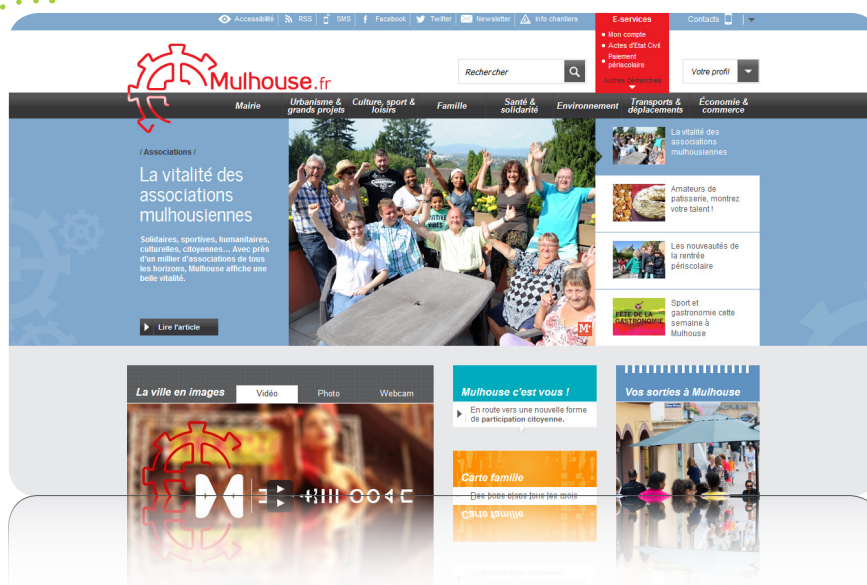 Accessibilité RSS SMS Facebook Twitter Newsletter Info chantiers
E-services
Contacts
Mon compte
Actes d'Etat Civil
Paiement
périscolaire
Autres démarches
Mulhouse.fr
Rechercher
Votre profil
Mairie
Urbanisme &
grands projets
Culture, sport &
loisirs
Famille
Santé &
solidarité
Environnement
Transports &
déplacements
Économie &
commerce
/ Associations /
La vitalité des
associations
mulhousiennes
Solidaires, sportives, humanitaires,
culturelles, citoyennes… Avec près
d'un millier d'associations de tous
les horizons, Mulhouse affiche une
belle vitalité.
Lire l'article
M+
La vitalité des
associations
mulhousiennes
Amateurs de
patisserie, montrez
votre talent !
Les nouveautés de
la rentrée
périscolaire
FÊTE DE LA
GASTRONOMIE
Sport et
gastronomie cette
semaine à
Mulhouse
La ville en images
Vidéo
Photo
Webcam
Mulhouse c'est vous !
En route vers une nouvelle forme
de participation citoyenne.
Carte famille
Vos sorties à Mulhouse